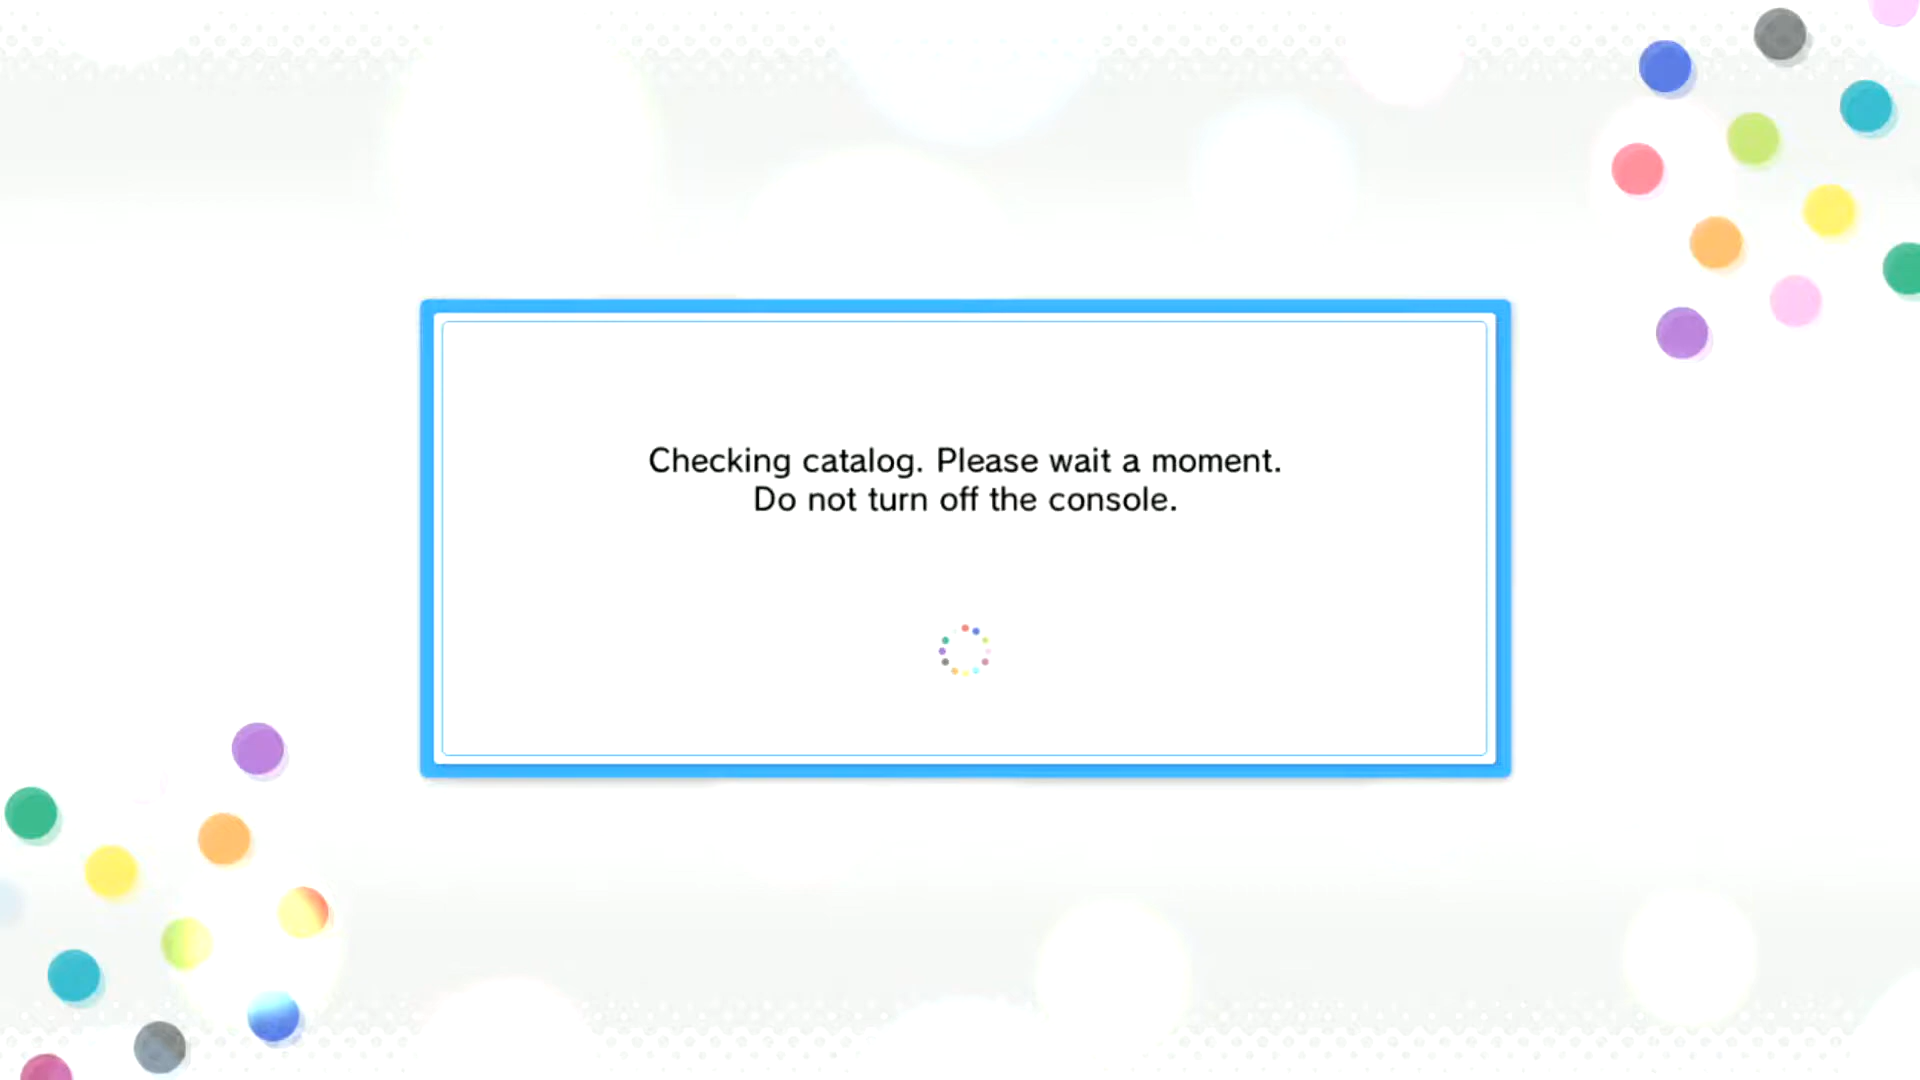 Checking catalog. Please wait a moment.
Do not turn off the console.